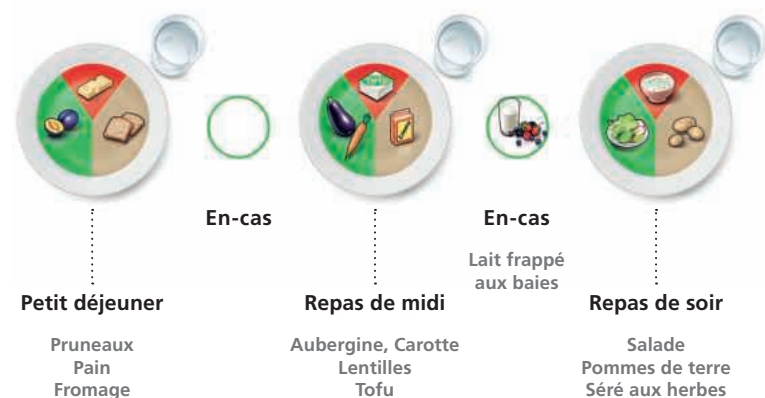 En-cas
En-cas
Lait frappé
aux baies
Petit déjeuner
Pruneaux
Pain
Fromage
Repas de midi
Aubergine, Carotte
Lentilles
Tofu
Repas de soir
Salade
Pommes de terre
Séré aux herbes